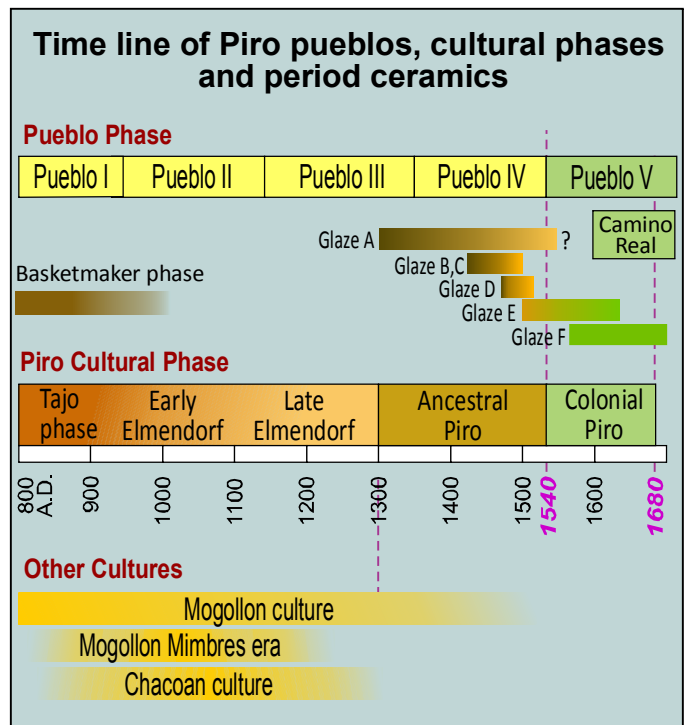 Time line of Piro pueblos, cultural phases
and period ceramics
Pueblo Phase
Pueblo I
Pueblo II
Pueblo III
Pueblo IV
Pueblo V
Glaze A
?
Camino
Real
Basketmaker phase
Glaze B,C
Glaze D
Glaze E
Glaze F
Piro Cultural Phase
Tajo
phase
Early
Elmendorf
Late
Elmendorf
Ancestral
Piro
Colonial
Piro
800
A.D.
900
1000
1100
1200
1300
1400
1500
1540
1600
1680
Other Cultures
Mogollon culture
Mogollon Mimbres era
Chacoan culture